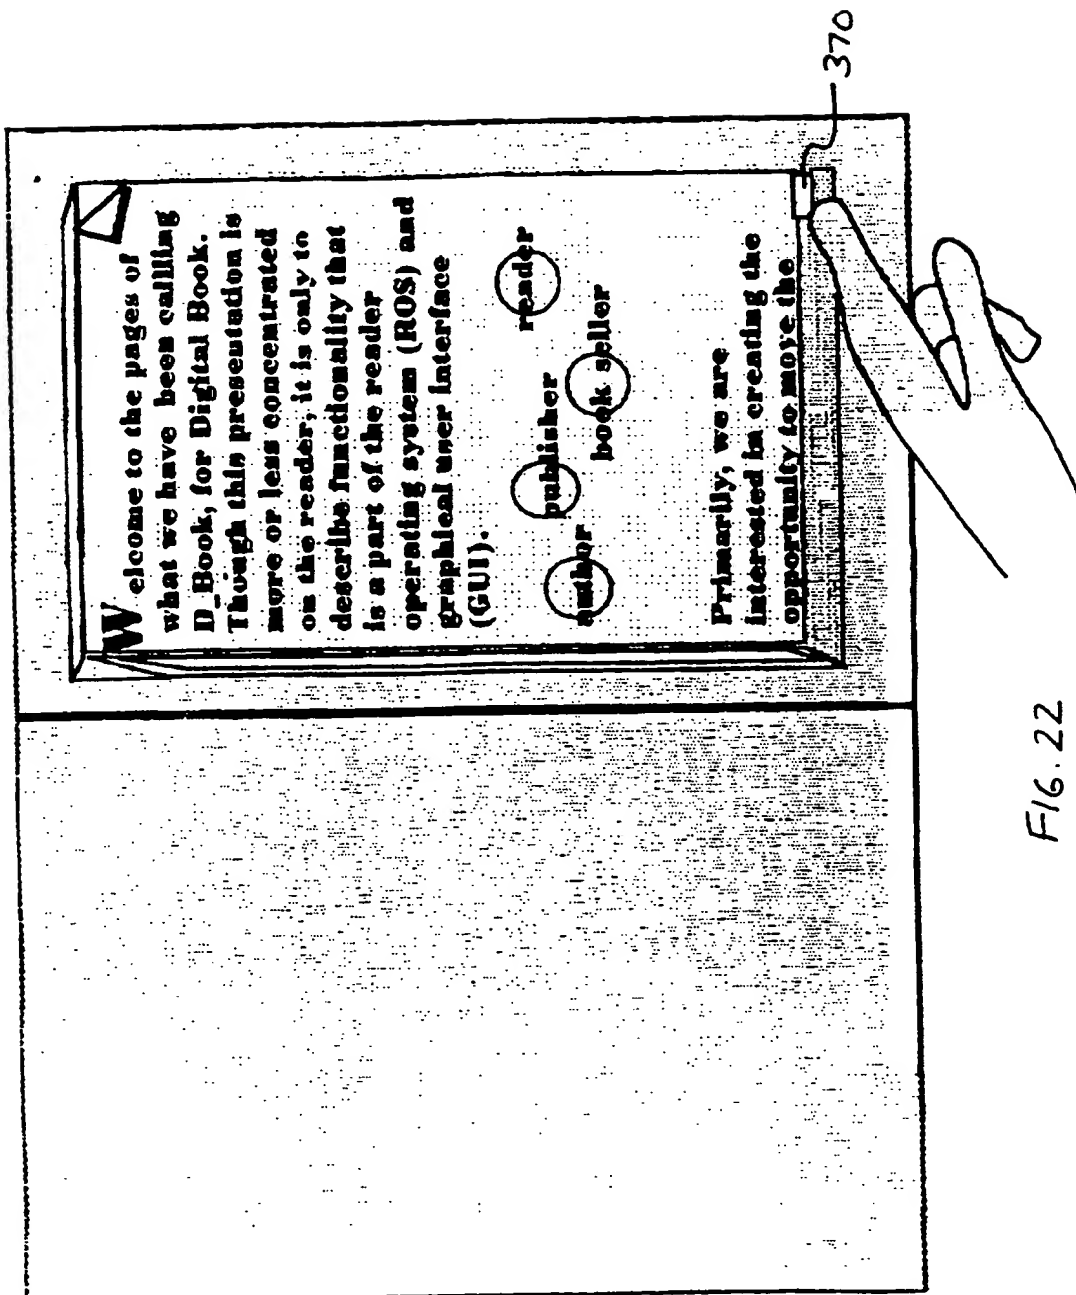 Welcome to the pages of
what we have been callling
D_Book, for Digital Book.
Though this presentation is
more or less concentrated
on the reader, it is only to
describe functionality that
is a part of the reader
operating system (ROS) and
graphical user interface
(GUI).
author publisher book seller reader
Primarily, we are
interested in creating the
opportunity to move the
370
FIG. 22